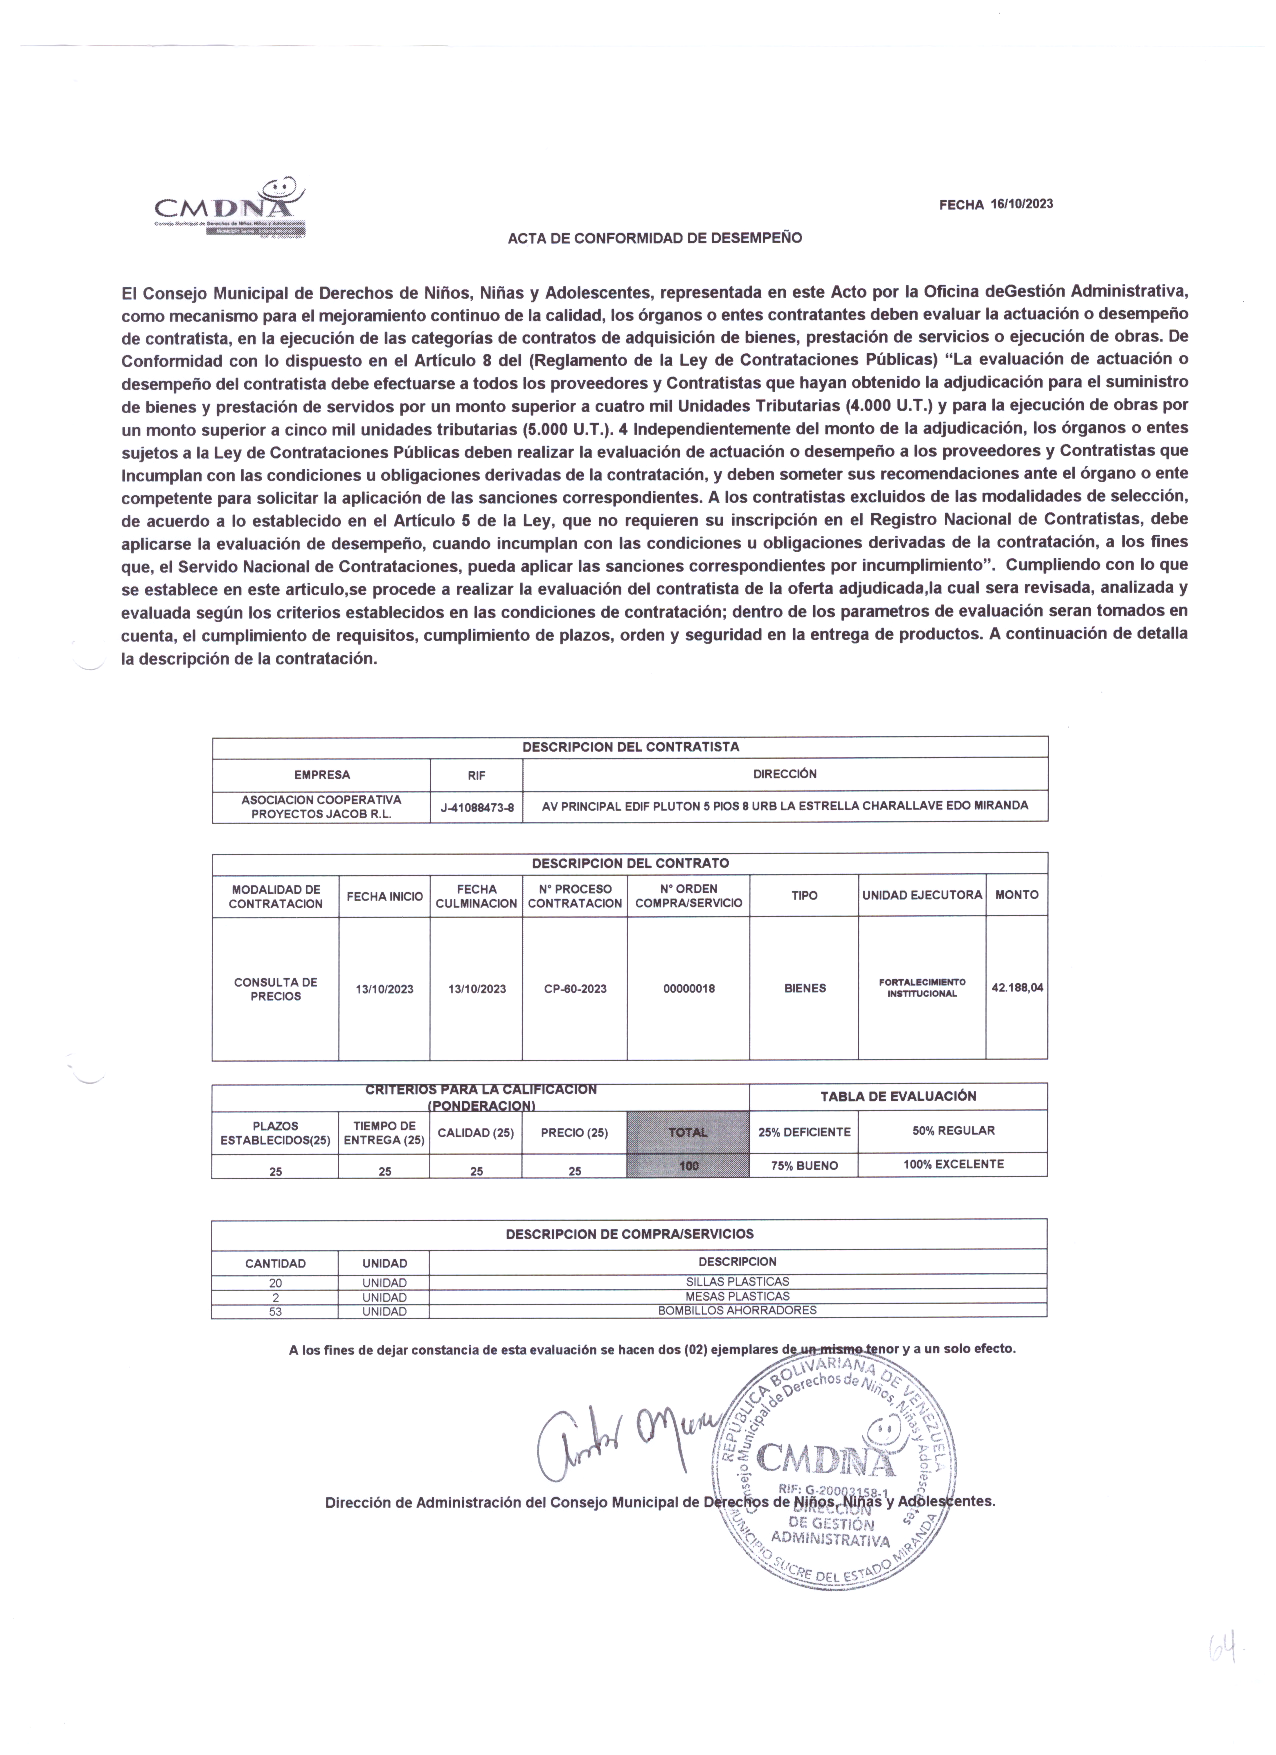 CMDNA
FECHA 16/10/2023
ACTA DE CONFORMIDAD DE DESEMPEÑO
El Consejo Municipal de Derechos de Niños, Niñas y Adolescentes, representada en este Acto por la Oficina deGestión Administrativa,
como mecanismo para el mejoramiento continuo de la calidad, los órganos o entes contratantes deben evaluar la actuación o desempeño
de contratista, en la ejecución de las categorías de contratos de adquisición de bienes, prestación de servicios o ejecución de obras. De
Conformidad con lo dispuesto en el Artículo 8 del (Reglamento de la Ley de Contrataciones Públicas) “La evaluación de actuación o
desempeño del contratista debe efectuarse a todos los proveedores y Contratistas que hayan obtenido la adjudicación para el suministro
de bienes y prestación de servidos por un monto superior a cuatro mil Unidades Tributarias (4.000 U.T.) y para la ejecución de obras por
un monto superior a cinco mil unidades tributarias (5.000 U.T.). 4 Independientemente del monto de la adjudicación, los órganos o entes
sujetos a la Ley de Contrataciones Públicas deben realizar la evaluación de actuación o desempeño a los proveedores y Contratistas que
Incumplan con las condiciones u obligaciones derivadas de la contratación, y deben someter sus recomendaciones ante el órgano o ente
competente para solicitar la aplicación de las sanciones correspondientes. A los contratistas excluidos de las modalidades de selección,
de acuerdo a lo establecido en el Artículo 5 de la Ley, que no requieren su inscripción en el Registro Nacional de Contratistas, debe
aplicarse la evaluación de desempeño, cuando incumplan con las condiciones u obligaciones derivadas de la contratación, a los fines
que, el Servido Nacional de Contrataciones, pueda aplicar las sanciones correspondientes por incumplimiento”. Cumpliendo con lo que
se establece en este articulo,se procede a realizar la evaluación del contratista de la oferta adjudicada,la cual sera revisada, analizada y
evaluada según los criterios establecidos en las condiciones de contratación; dentro de los parametros de evaluación seran tomados en
cuenta, el cumplimiento de requisitos, cumplimiento de plazos, orden y seguridad en la entrega de productos. A continuación de detalla
la descripción de la contratación.
DESCRIPCION DEL CONTRATISTA
EMPRESA RIF DIRECCIÓN
ASOCIACION COOPERATIVA PROYECTOS JACOB R.L. J-41088473-8 AV PRINCIPAL EDIF PLUTON 5 PIOS 8 URB LA ESTRELLA CHARALLAVE EDO MIRANDA
DESCRIPCION DEL CONTRATO
MODALIDAD DE CONTRATACION FECHA INICIO FECHA CULMINACION N° PROCESO CONTRATACION N° ORDEN COMPRA/SERVICIO TIPO UNIDAD EJECUTORA MONTO
CONSULTA DE PRECIOS 13/10/2023 13/10/2023 CP-60-2023 00000018 BIENES FORTALECIMIENTO INSTITUCIONAL 42.188,04
CRITERIOS PARA LA CALIFICACION (PONDERACION) TABLA DE EVALUACIÓN
PLAZOS ESTABLECIDOS(25) TIEMPO DE ENTREGA (25) CALIDAD (25) PRECIO (25) TOTAL 25% DEFICIENTE 50% REGULAR
25 25 25 25 100 75% BUENO 100% EXCELENTE
DESCRIPCION DE COMPRA/SERVICIOS
CANTIDAD UNIDAD DESCRIPCION
20 UNIDAD SILLAS PLASTICAS
2 UNIDAD MESAS PLASTICAS
53 UNIDAD BOMBILLOS AHORRADORES
A los fines de dejar constancia de esta evaluación se hacen dos (02) ejemplares de un mismo tenor y a un solo efecto.
REPÚBLICA BOLIVARIANA DE VENEZUELA
Consejo Municipal de Derechos de Niños, Niñas y Adolescentes
CMDNA
RIF: G-20003158-1
DIRECCIÓN
DE GESTIÓN
ADMINISTRATIVA
MUNICIPIO SUCRE DEL ESTADO MIRANDA
Dirección de Administración del Consejo Municipal de Derechos de Niños, Niñas y Adolescentes.
64